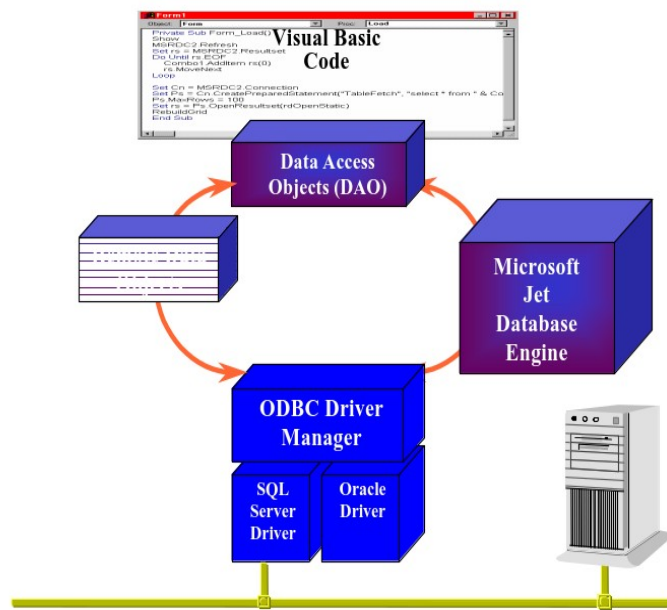 Form1
Object: Form Proc: Load
Private Sub Form_Load()
Show
MSRDC2.Refresh
Set rs = MSRDC2.Resultset
Do Until rs.EOF
Combo1.AddItem rs(0)
rs.MoveNext
Loop
Set Cn = MSRDC2.Connection
Set Ps = Cn.CreatePreparedStatement("TableFetch", "select * from " & Co
Ps.MaxRows = 100
Set rs = Ps.OpenResultset(rdOpenStatic)
RebuildGrid
End Sub
Visual Basic
Code
Data Access
Objects (DAO)
Microsoft
Jet
Database
Engine
ODBC Driver
Manager
SQL
Server
Driver
Oracle
Driver